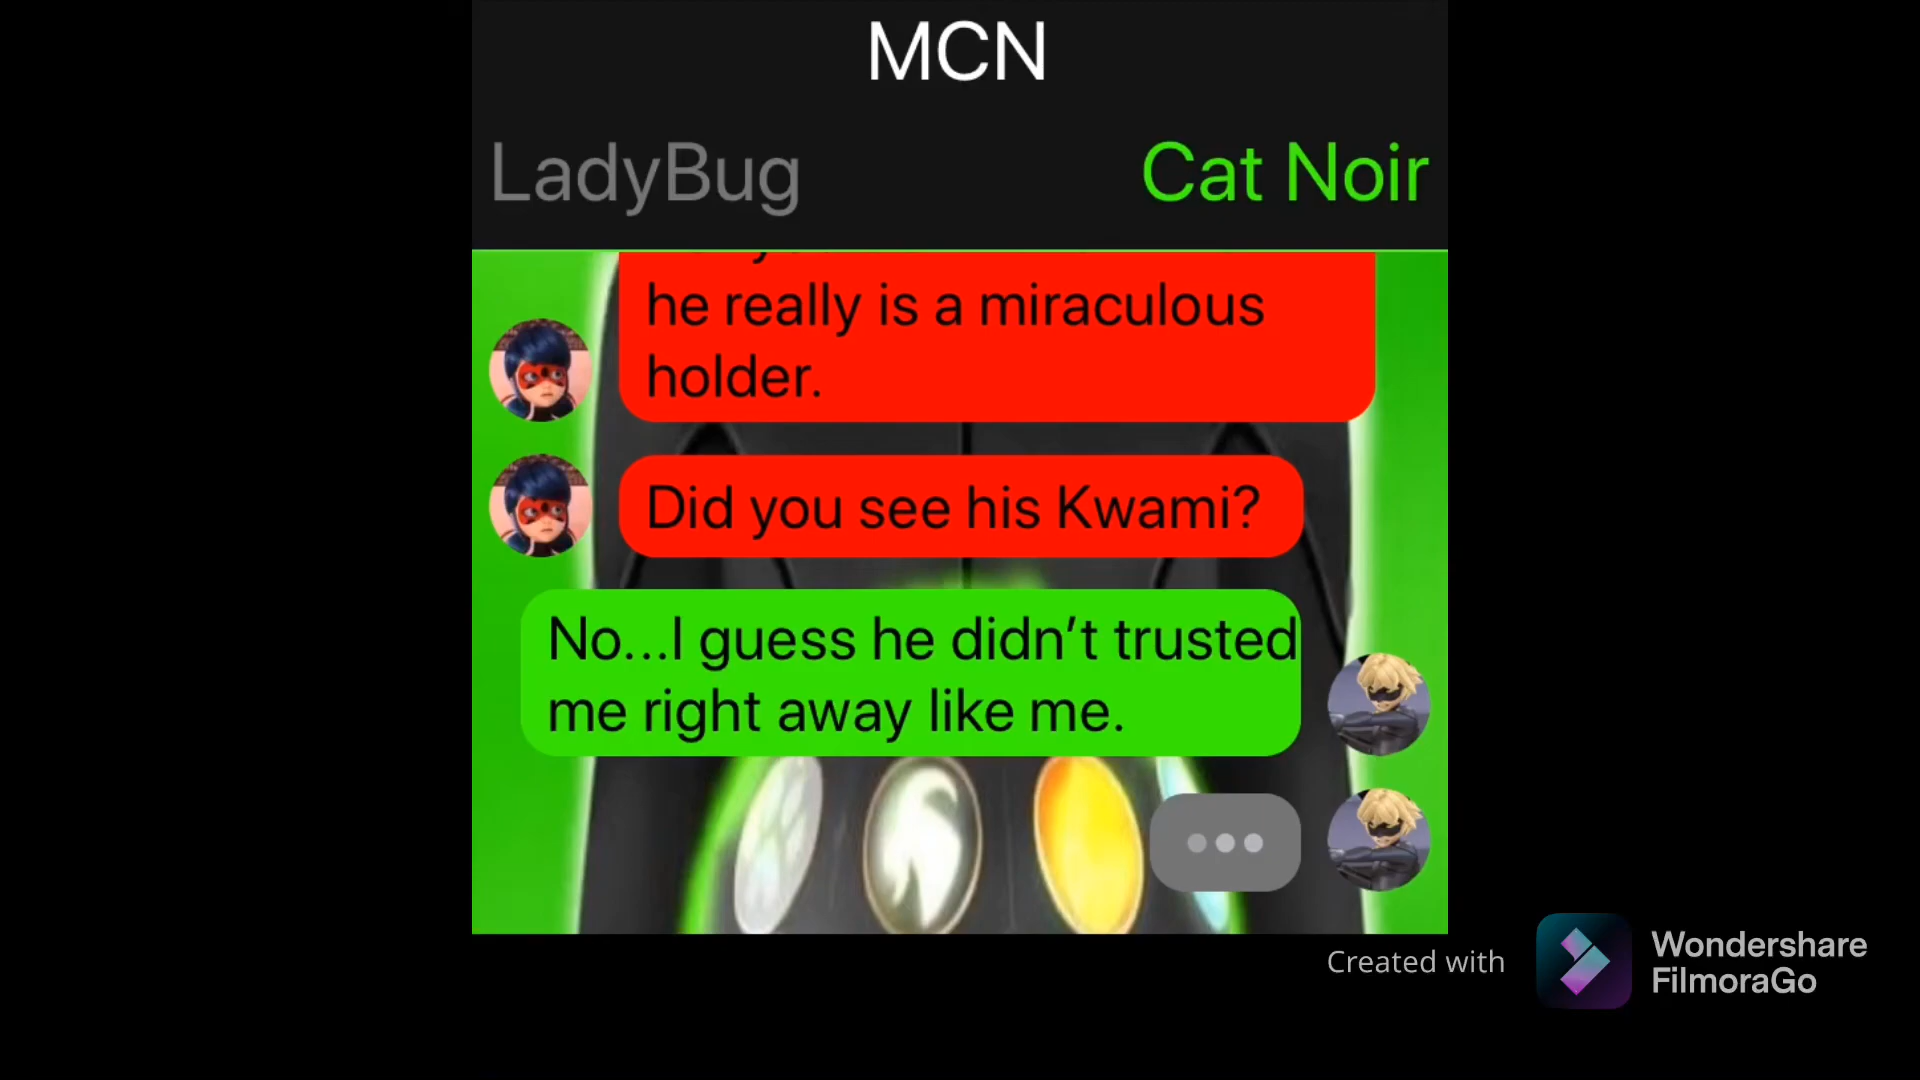 MCN
LadyBug
Cat Noir
he really is a miraculous
holder.
Did you see his Kwami?
No...I guess he didn’t trusted
me right away like me.
Created with
Wondershare
FilmoraGo